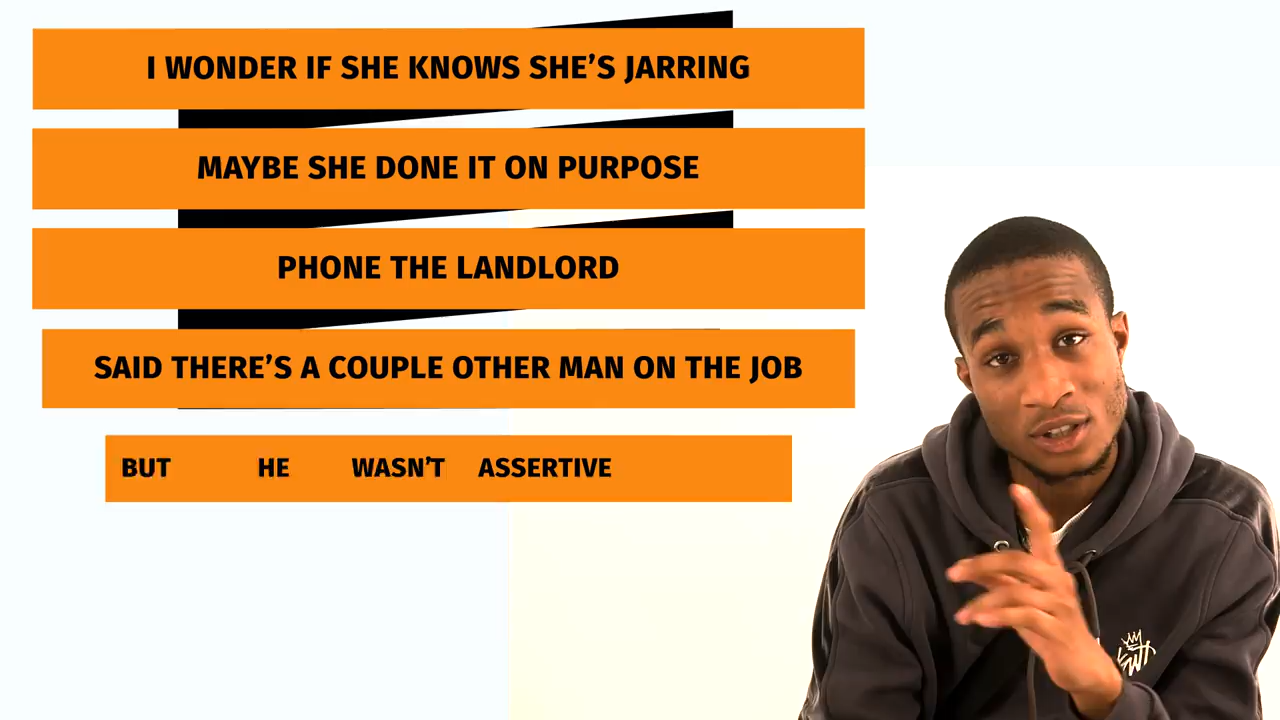 I WONDER IF SHE KNOWS SHE’S JARRING
MAYBE SHE DONE IT ON PURPOSE
PHONE THE LANDLORD
SAID THERE’S A COUPLE OTHER MAN ON THE JOB
BUT HE WASN’T ASSERTIVE